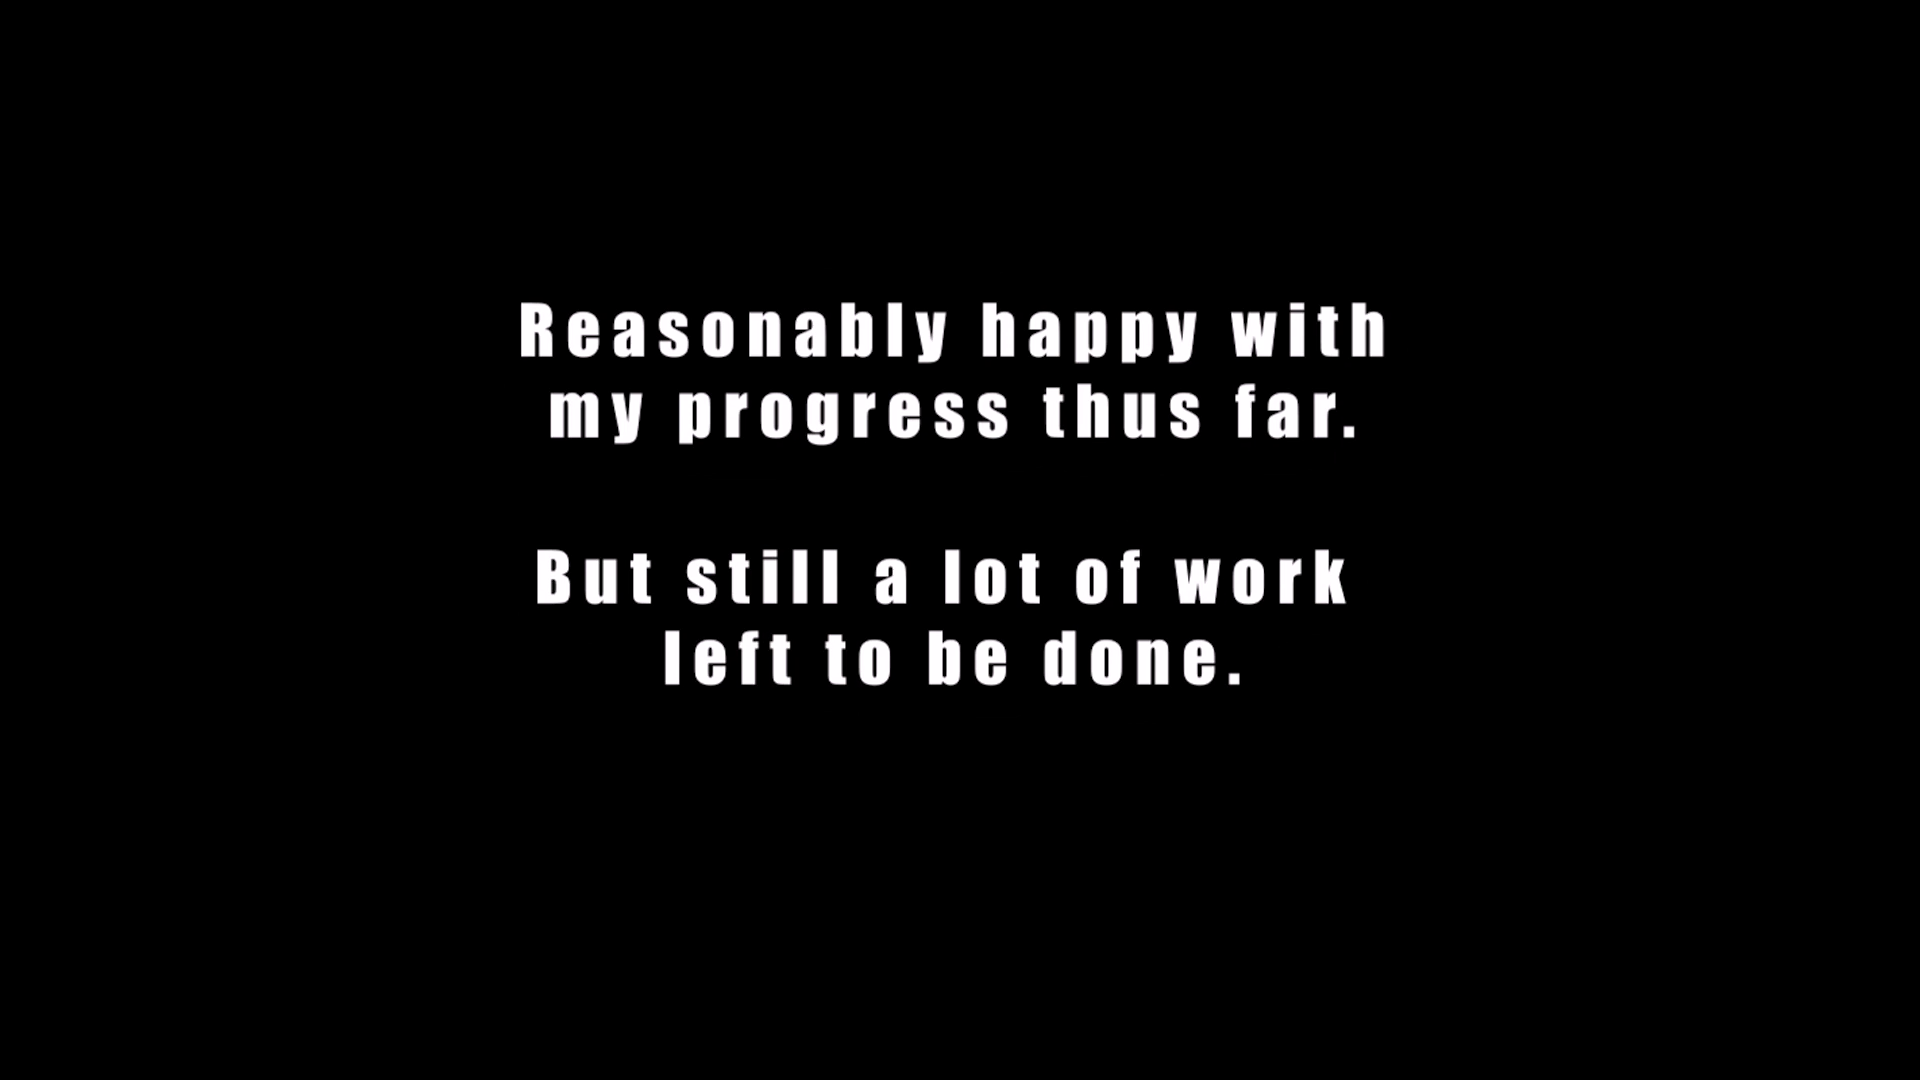 Reasonably happy with
my progress thus far.
But still a lot of work
left to be done.